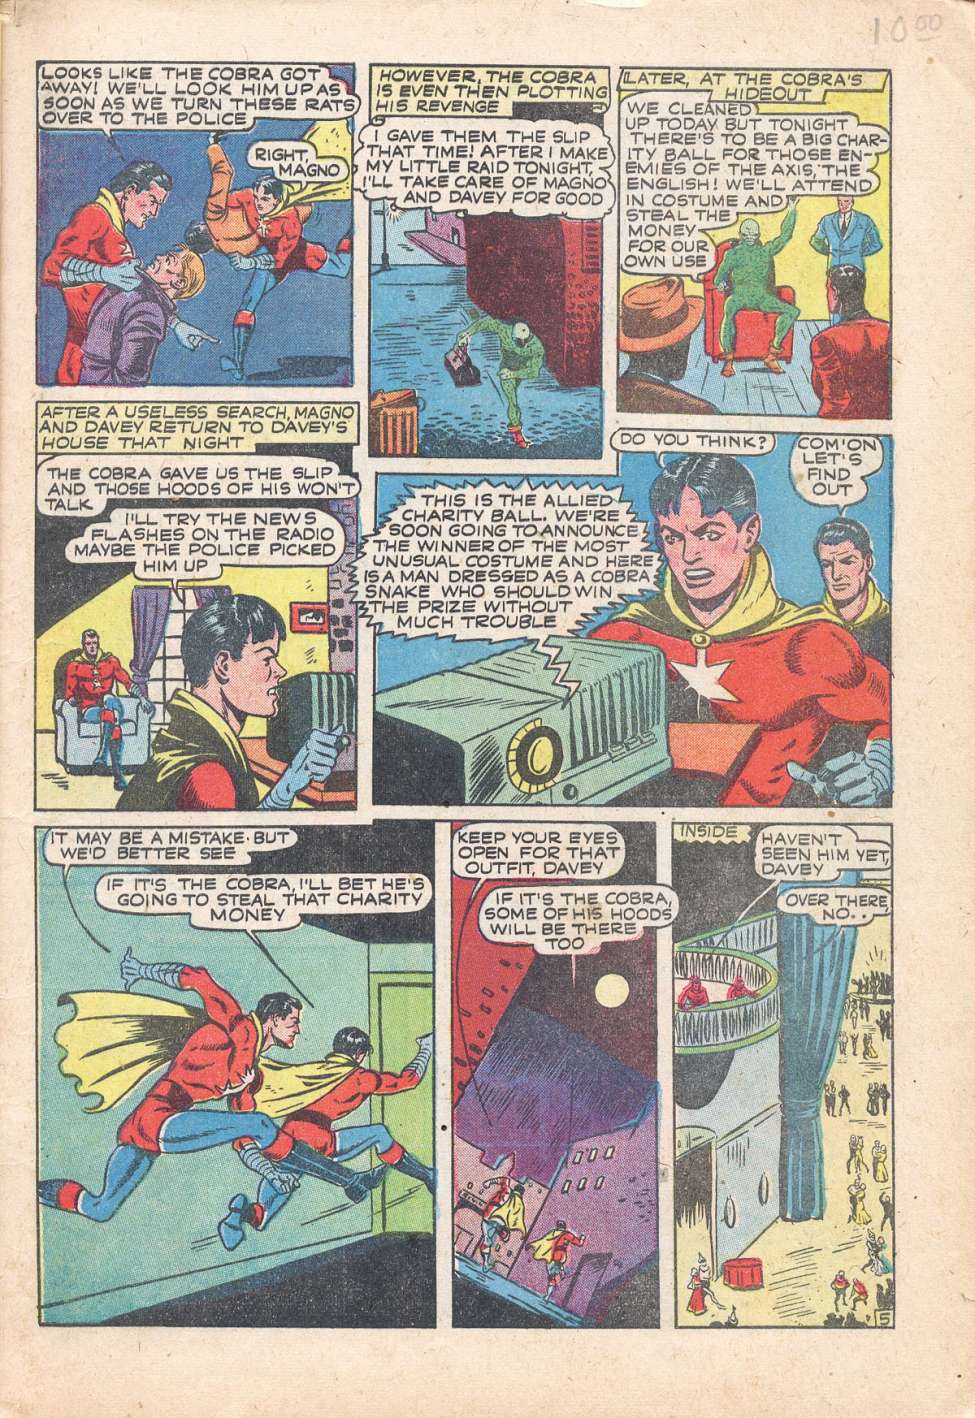 10 00
LOOKS LIKE THE COBRA GOT
AWAY! WE'LL LOOK HIM UP AS
SOON AS WE TURN THESE RATS
OVER TO THE POLICE
RIGHT,
MAGNO
HOWEVER, THE COBRA
IS EVEN THEN PLOTTING
HIS REVENGE
I GAVE THEM THE SLIP
THAT TIME! AFTER I MAKE
MY LITTLE RAID TONIGHT,
I'LL TAKE CARE OF MAGNO
AND DAVEY FOR GOOD
LATER, AT THE COBRA'S
HIDEOUT
WE CLEANED
UP TODAY BUT TONIGHT
THERE'S TO BE A BIG CHAR-
ITY BALL FOR THOSE EN-
EMIES OF THE AXIS, THE
ENGLISH! WE'LL ATTEND
IN COSTUME AND
STEAL THE
MONEY
FOR OUR
OWN USE
AFTER A USELESS SEARCH, MAGNO
AND DAVEY RETURN TO DAVEY'S
HOUSE THAT NIGHT
THE COBRA GAVE US THE SLIP
AND THOSE HOODS OF HIS WON'T
TALK
I'LL TRY THE NEWS
FLASHES ON THE RADIO
MAYBE THE POLICE PICKED
HIM UP
THIS IS THE ALLIED
CHARITY BALL. WE'RE
SOON GOING TO ANNOUNCE
THE WINNER OF THE MOST
UNUSUAL COSTUME AND HERE
IS A MAN DRESSED AS A COBRA
SNAKE WHO SHOULD WIN
THE PRIZE WITHOUT
MUCH TROUBLE
DO YOU THINK?
COM'ON
LET'S
FIND
OUT
IT MAY BE A MISTAKE-BUT
WE'D BETTER SEE
IF IT'S THE COBRA, I'LL BET HE'S
GOING TO STEAL THAT CHARITY
MONEY
KEEP YOUR EYES
OPEN FOR THAT
OUTFIT, DAVEY
IF IT'S THE COBRA,
SOME OF HIS HOODS
WILL BE THERE
TOO
INSIDE
HAVEN'T
SEEN HIM YET,
DAVEY
OVER THERE,
NO..
5